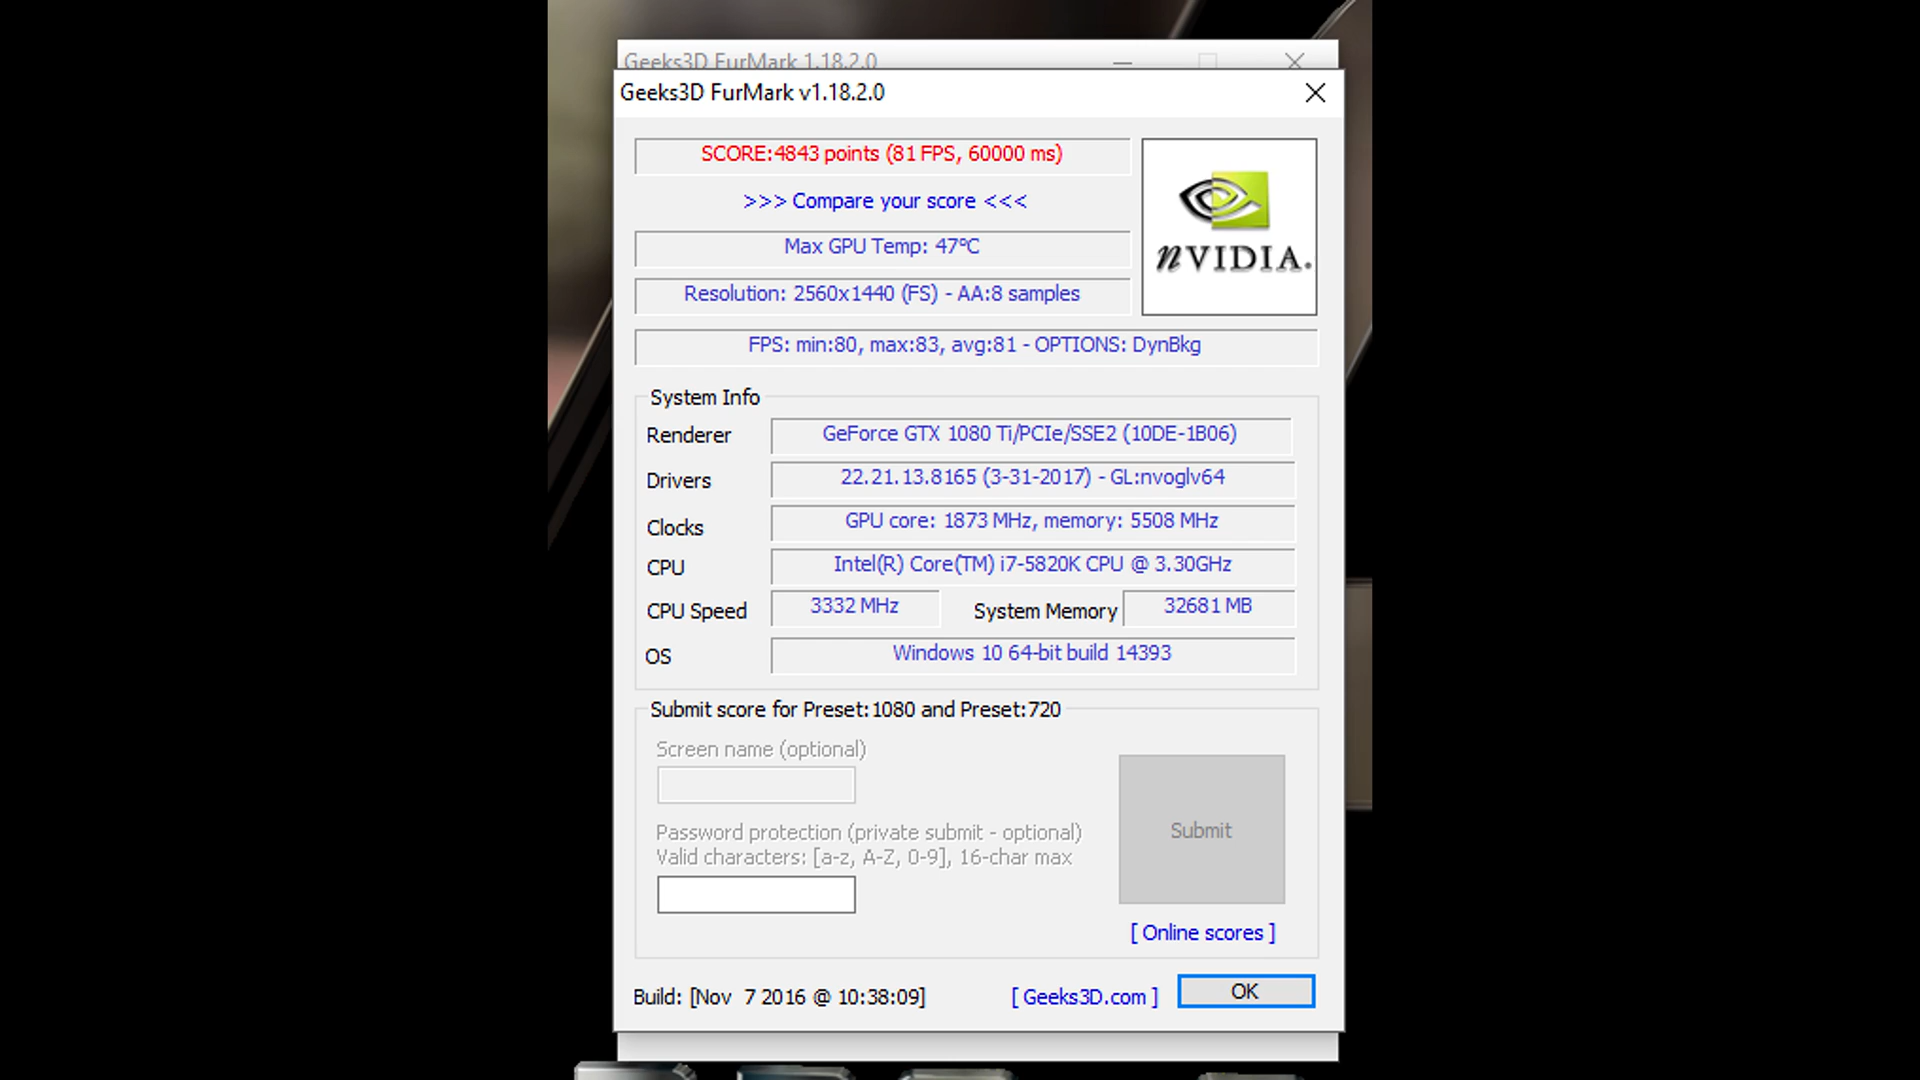 Geeks3D FurMark 1.18.2.0
Geeks3D FurMark v1.18.2.0
SCORE:4843 points (81 FPS, 60000 ms)
>>> Compare your score <<<
Max GPU Temp: 47°C
Resolution: 2560x1440 (FS) - AA:8 samples
nVIDIA.
FPS: min:80, max:83, avg:81 - OPTIONS: DynBkg
System Info
Renderer GeForce GTX 1080 Ti/PCIe/SSE2 (10DE-1B06)
Drivers 22.21.13.8165 (3-31-2017) - GL:nvoglv64
Clocks GPU core: 1873 MHz, memory: 5508 MHz
CPU Intel(R) Core(TM) i7-5820K CPU @ 3.30GHz
CPU Speed 3332 MHz System Memory 32681 MB
OS Windows 10 64-bit build 14393
Submit score for Preset:1080 and Preset:720
Screen name (optional)
Password protection (private submit - optional)
Valid characters: [a-z, A-Z, 0-9], 16-char max
Submit
[ Online scores ]
Build: [Nov  7 2016 @ 10:38:09] [ Geeks3D.com ] OK